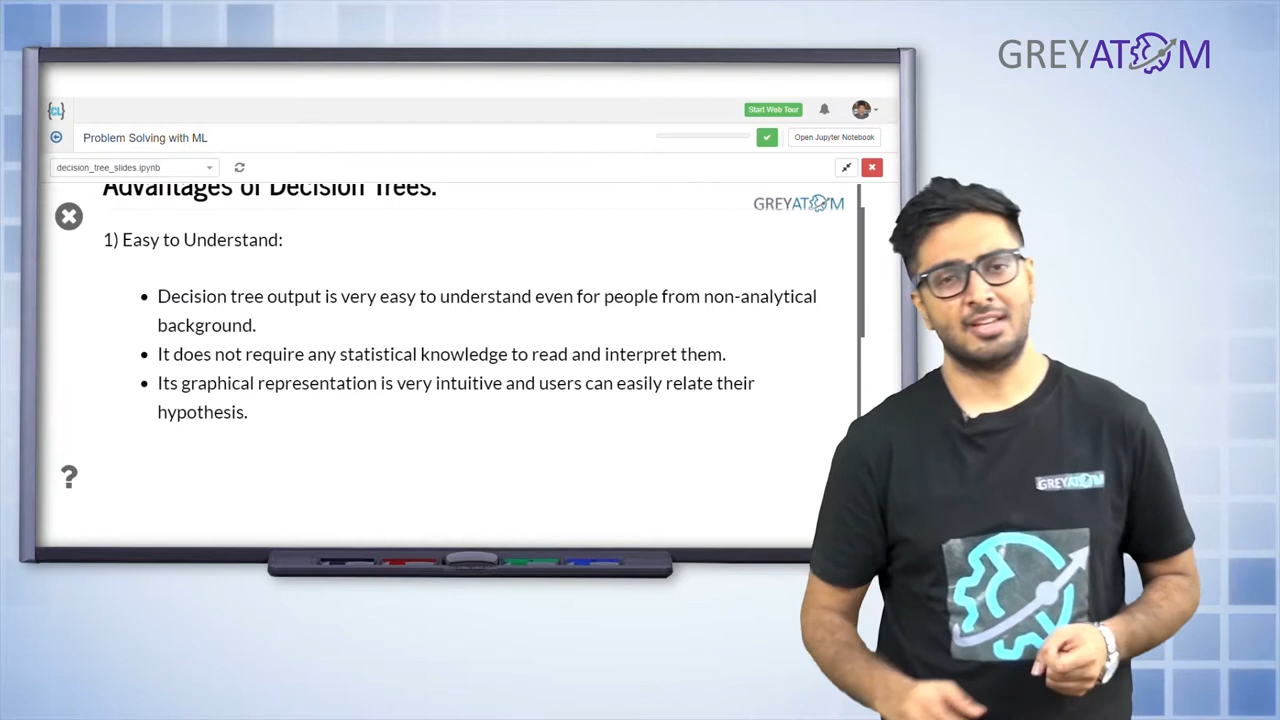 GREYATOM
{CL}
Start Web Tour
Problem Solving with ML
Open Jupyter Notebook
decision_tree_slides.ipynb
Advantages of Decision Trees.
GREYATOM
1) Easy to Understand:
• Decision tree output is very easy to understand even for people from non-analytical
background.
• It does not require any statistical knowledge to read and interpret them.
• Its graphical representation is very intuitive and users can easily relate their
hypothesis.
?
GREYATOM